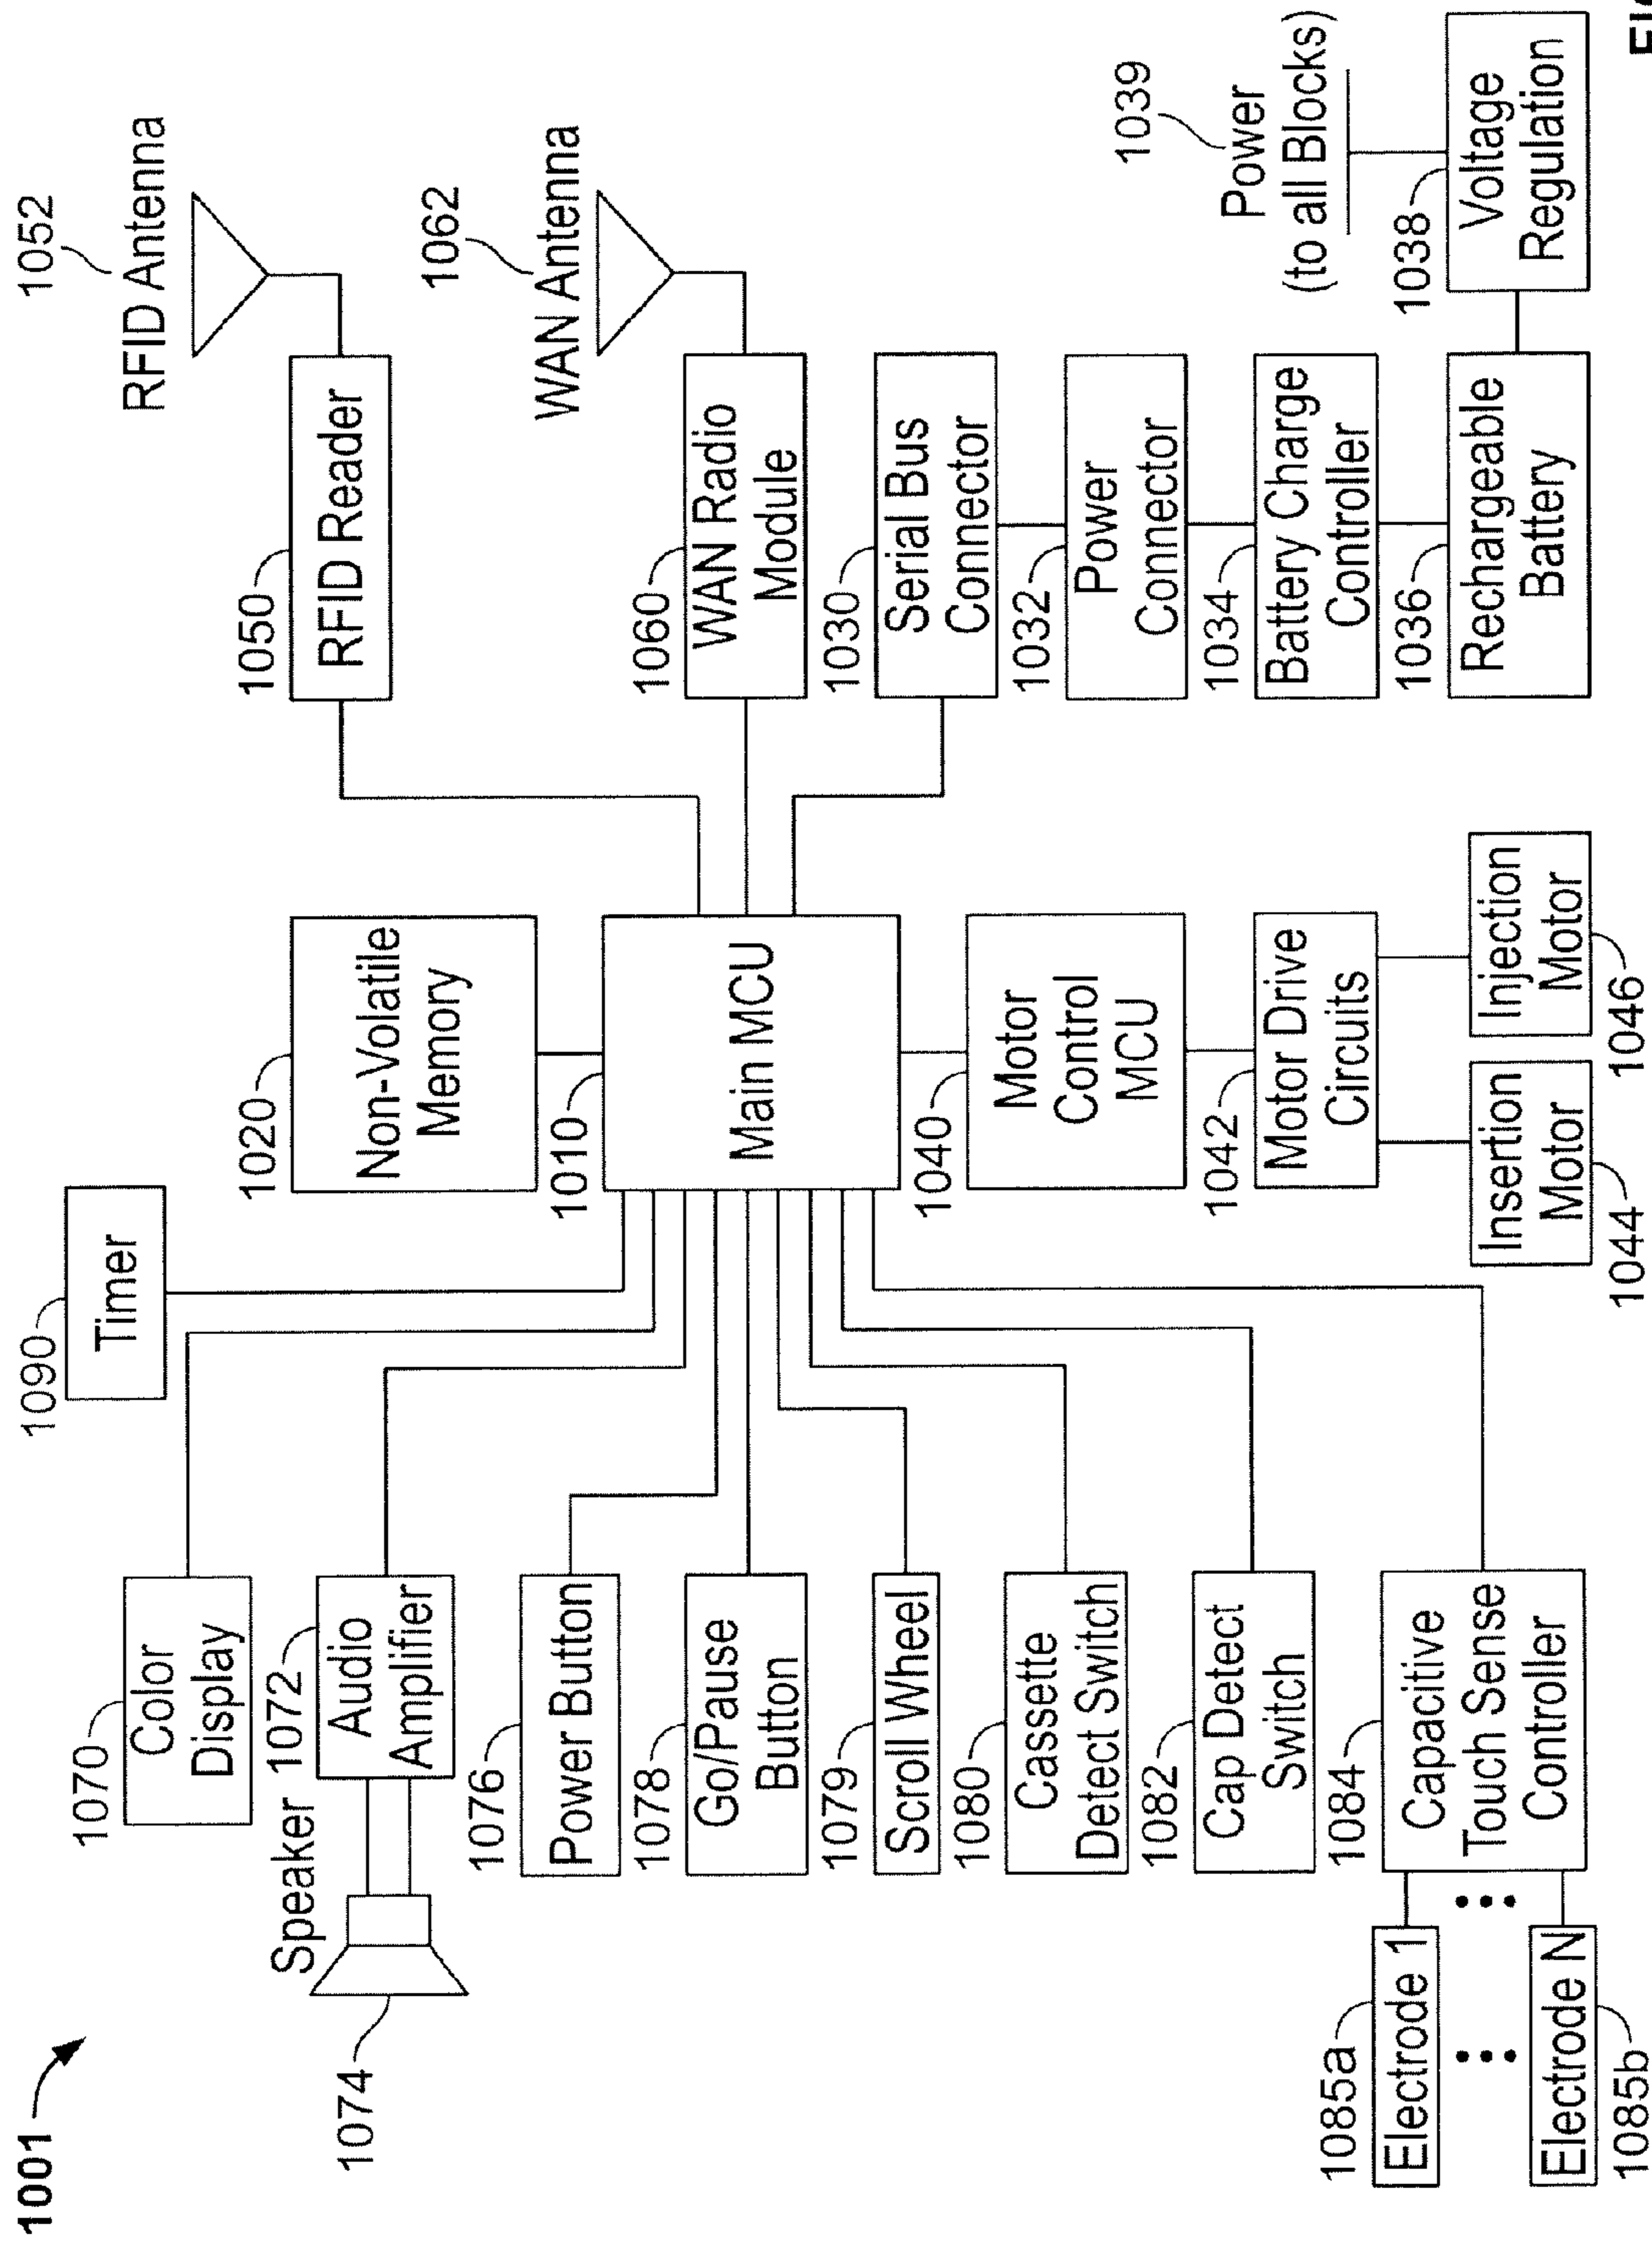 1001
1090
Timer
1070
Color
Display
1072
Audio
Amplifier
Speaker
1074
1076
Power Button
1078
Go/Pause
Button
1079
Scroll Wheel
1080
Cassette
Detect Switch
1082
Cap Detect
Switch
1084
Capacitive
Touch Sense
Controller
1085a
Electrode 1
Electrode N
1085b
1020
Non-Volatile
Memory
1010
Main MCU
1040
Motor
Control
MCU
1042
Motor Drive
Circuits
Insertion
Motor
1044
Injection
Motor
1046
1052
RFID Antenna
1050
RFID Reader
1062
WAN Antenna
1060
WAN Radio
Module
1030
Serial Bus
Connector
1032
Power
Connector
1034
Battery Charge
Controller
1036
Rechargeable
Battery
1039
Power
(to all Blocks)
1038
Voltage
Regulation